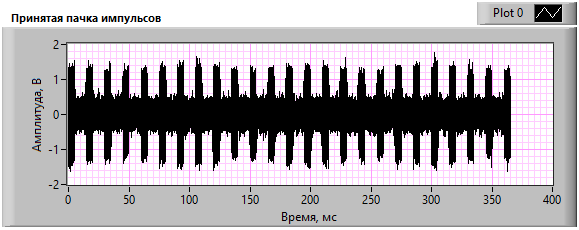 Plot 0
Принятая пачка импульсов
Амплитуда, В
2
1
0
-1
-2
0 50 100 150 200 250 300 350 400
Время, мс